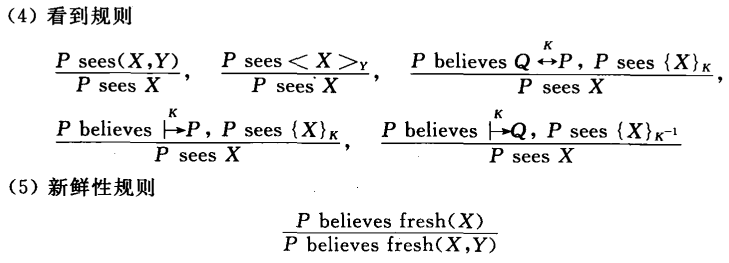 (4) 看到规则
P sees(X,Y) / P sees X, P sees < X >_Y / P sees X, P believes Q ↔^K P, P sees {X}_K / P sees X,
P believes ↦^K P, P sees {X}_K / P sees X, P believes ↦^K Q, P sees {X}_{K^{-1}} / P sees X
(5) 新鲜性规则
P believes fresh(X) / P believes fresh(X,Y)